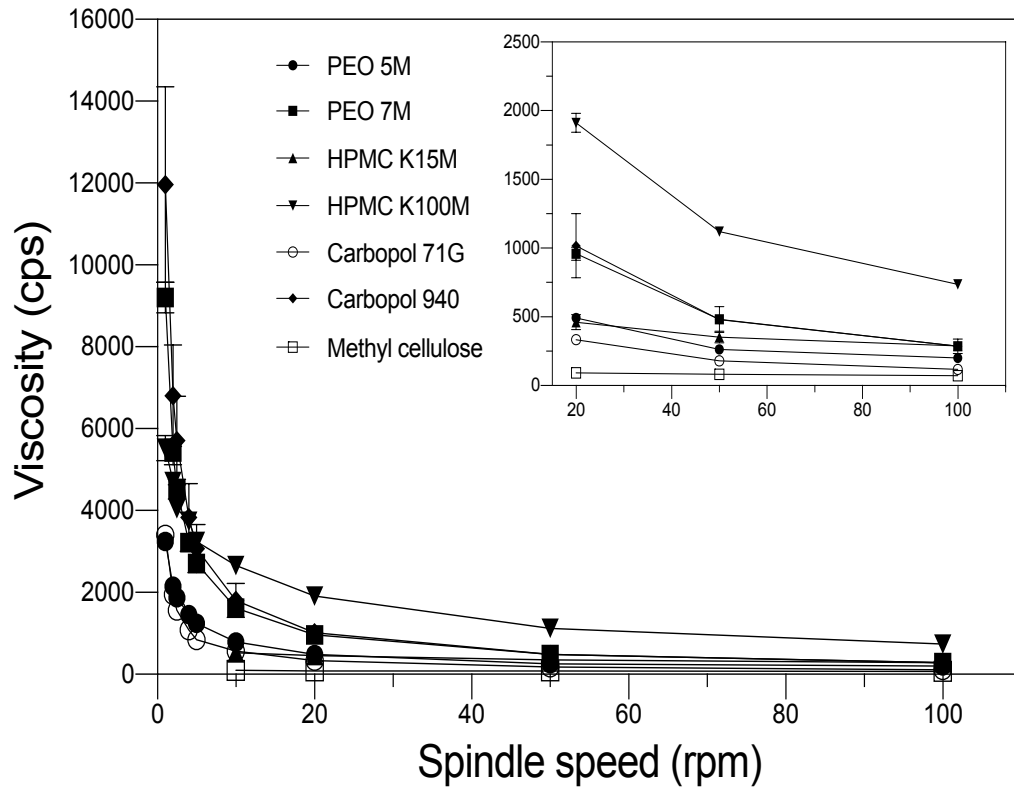 16000
14000
12000
10000
8000
6000
4000
2000
0
Viscosity (cps)
PEO 5M
PEO 7M
HPMC K15M
HPMC K100M
Carbopol 71G
Carbopol 940
Methyl cellulose
2500
2000
1500
1000
500
0
20 40 60 80 100
0 20 40 60 80 100
Spindle speed (rpm)